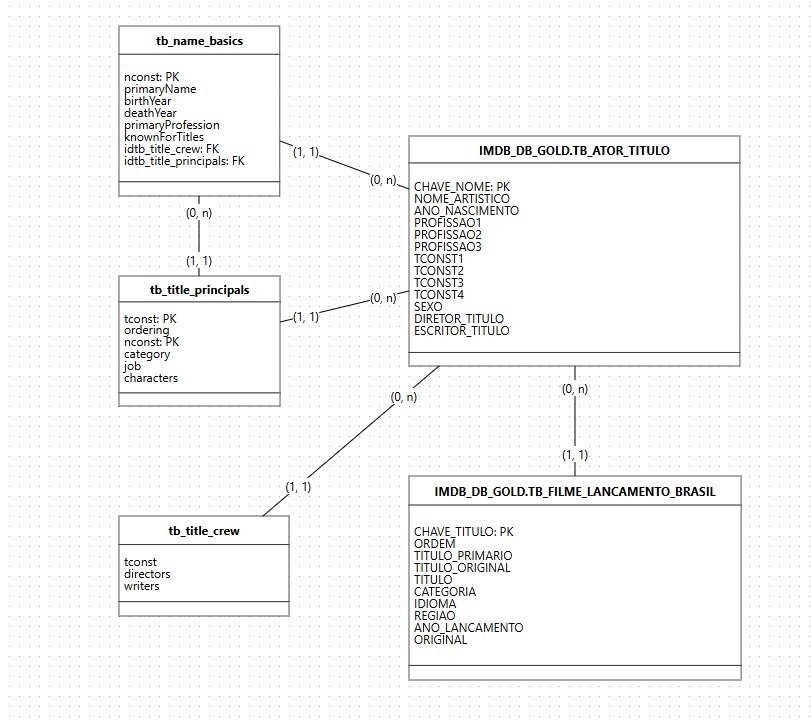 tb_name_basics
nconst: PK
primaryName
birthYear
deathYear
primaryProfession
knownForTitles
idtb_title_crew: FK
idtb_title_principals: FK
(1, 1)
(0, n)
(0, n)
(1, 1)
tb_title_principals
tconst: PK
ordering
nconst: PK
category
job
characters
(1, 1)
(0, n)
IMDB_DB_GOLD.TB_ATOR_TITULO
CHAVE_NOME: PK
NOME_ARTISTICO
ANO_NASCIMENTO
PROFISSAO1
PROFISSAO2
PROFISSAO3
TCONST1
TCONST2
TCONST3
TCONST4
SEXO
DIRETOR_TITULO
ESCRITOR_TITULO
(0, n)
(1, 1)
(0, n)
(1, 1)
tb_title_crew
tconst
directors
writers
IMDB_DB_GOLD.TB_FILME_LANCAMENTO_BRASIL
CHAVE_TITULO: PK
ORDEM
TITULO_PRIMARIO
TITULO_ORIGINAL
TITULO
CATEGORIA
IDIOMA
REGIAO
ANO_LANCAMENTO
ORIGINAL